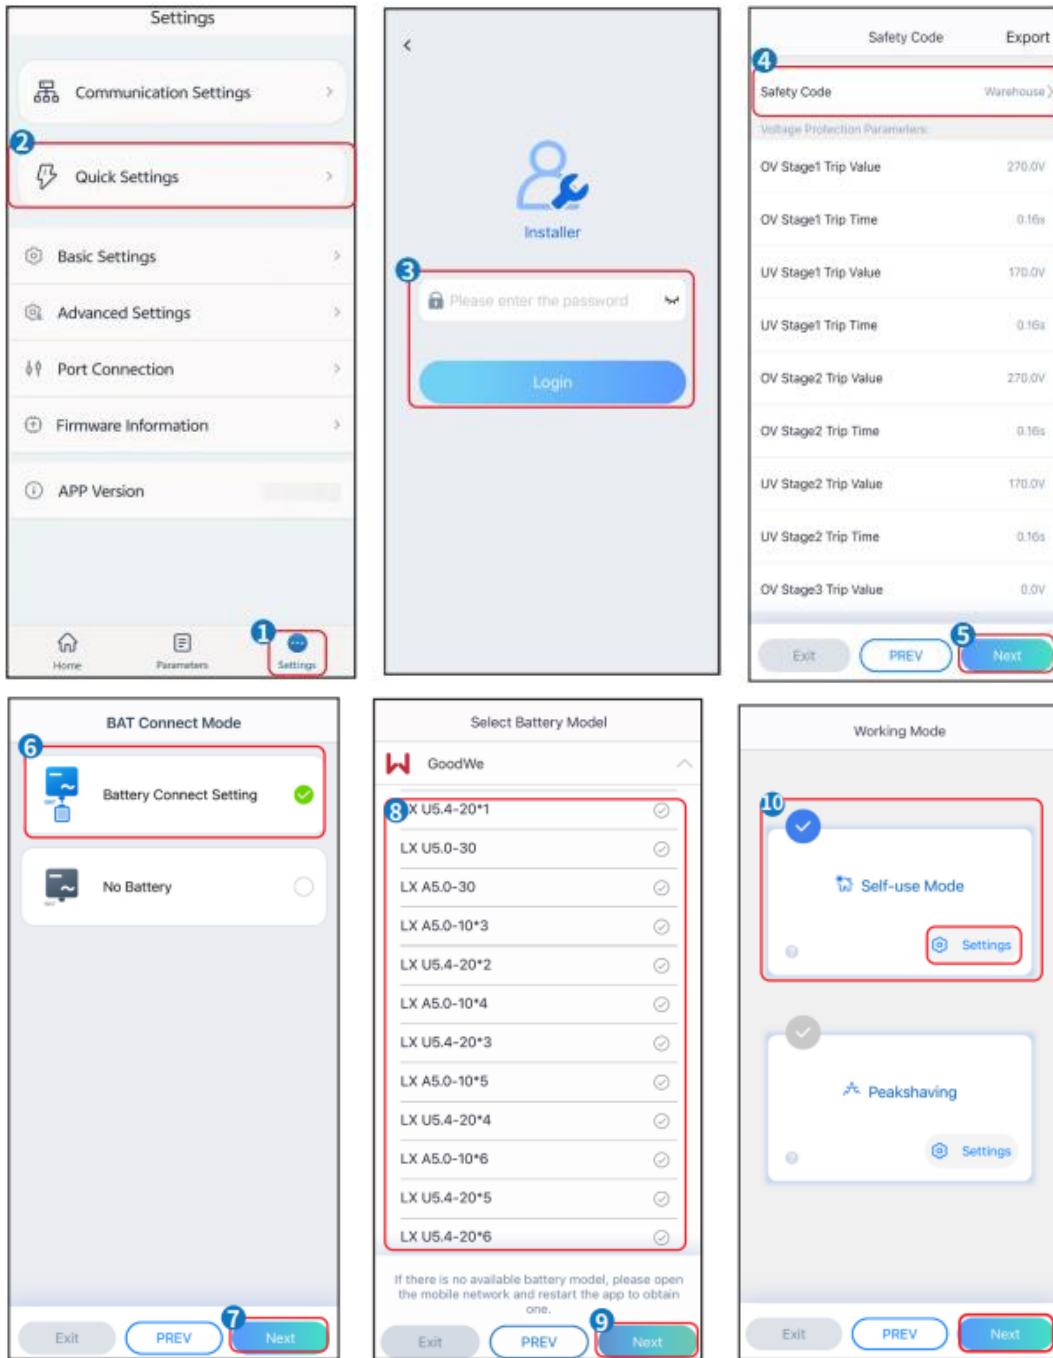 Settings
Communication Settings
2
Quick Settings
Basic Settings
Advanced Settings
Port Connection
Firmware Information
APP Version
1
Home
Parameters
Settings
Installer
3
Please enter the password
Login
Safety Code
Export
4
Safety Code
Warehouse
Voltage Protection Parameters:
OV Stage1 Trip Value
270.0V
OV Stage1 Trip Time
0.16s
UV Stage1 Trip Value
170.0V
UV Stage1 Trip Time
0.16s
OV Stage2 Trip Value
270.0V
OV Stage2 Trip Time
0.16s
UV Stage2 Trip Value
170.0V
UV Stage2 Trip Time
0.16s
OV Stage3 Trip Value
0.0V
5
Exit
PREV
Next
BAT Connect Mode
6
Battery Connect Setting
No Battery
7
Exit
PREV
Next
Select Battery Model
GoodWe
8
X U5.4-20*1
LX U5.0-30
LX A5.0-30
LX A5.0-10*3
LX U5.4-20*2
LX A5.0-10*4
LX U5.4-20*3
LX A5.0-10*5
LX U5.4-20*4
LX A5.0-10*6
LX U5.4-20*5
LX U5.4-20*6
If there is no available battery model, please open
the mobile network and restart the app to obtain
one.
9
Exit
PREV
Next
Working Mode
10
Self-use Mode
Settings
Peakshaving
Settings
Exit
PREV
Next